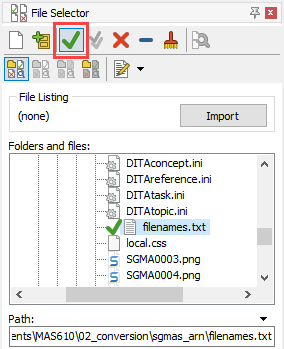 File Selector
File Listing
(none)
Import
Folders and files:
DITAconcept.ini
DITAreference.ini
DITAtask.ini
DITAtopic.ini
filenames.txt
local.css
SGMA0003.png
SGMA0004.png
Path:
ents\MAS610\02_conversion\sgmas_arn\filenames.txt